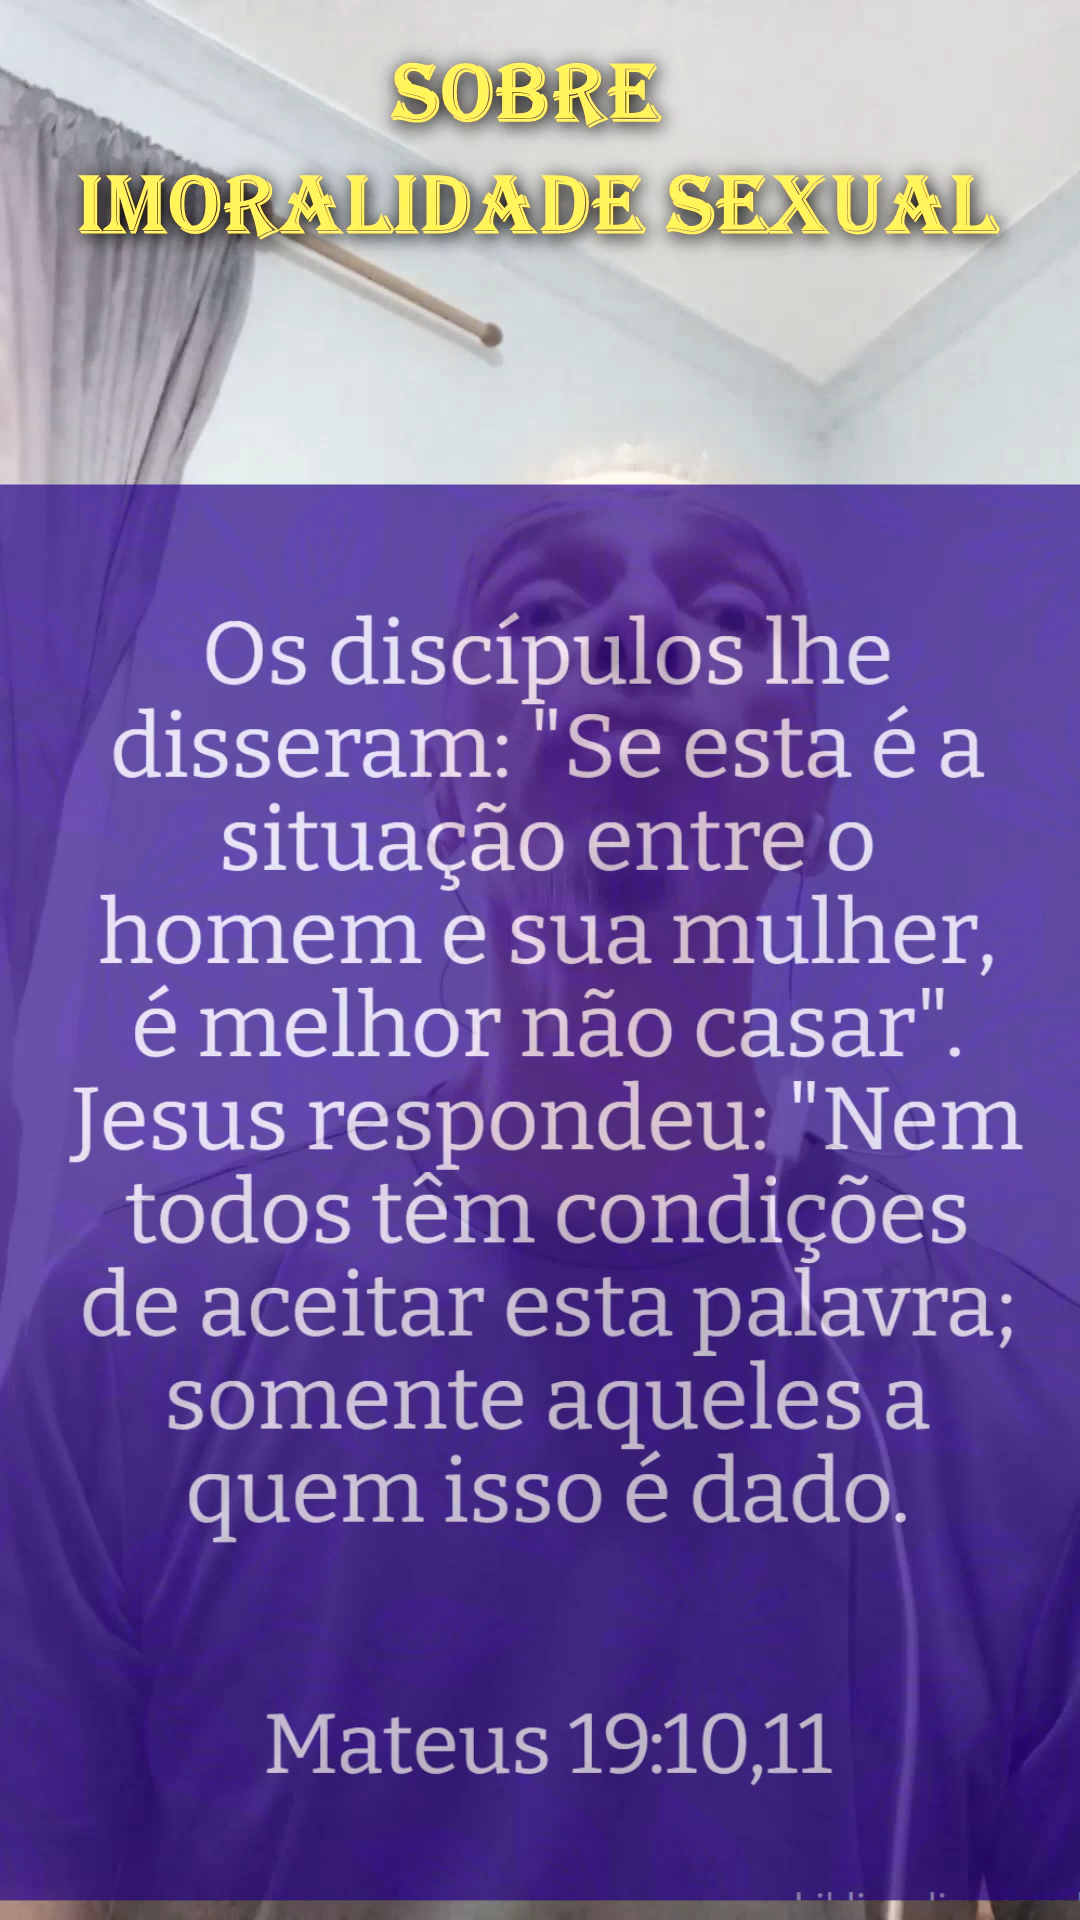 SOBRE
IMORALIDADE SEXUAL
Os discípulos lhe
disseram: "Se esta é a
situação entre o
homem e sua mulher,
é melhor não casar".
Jesus respondeu: "Nem
todos têm condições
de aceitar esta palavra;
somente aqueles a
quem isso é dado.
Mateus 19:10,11